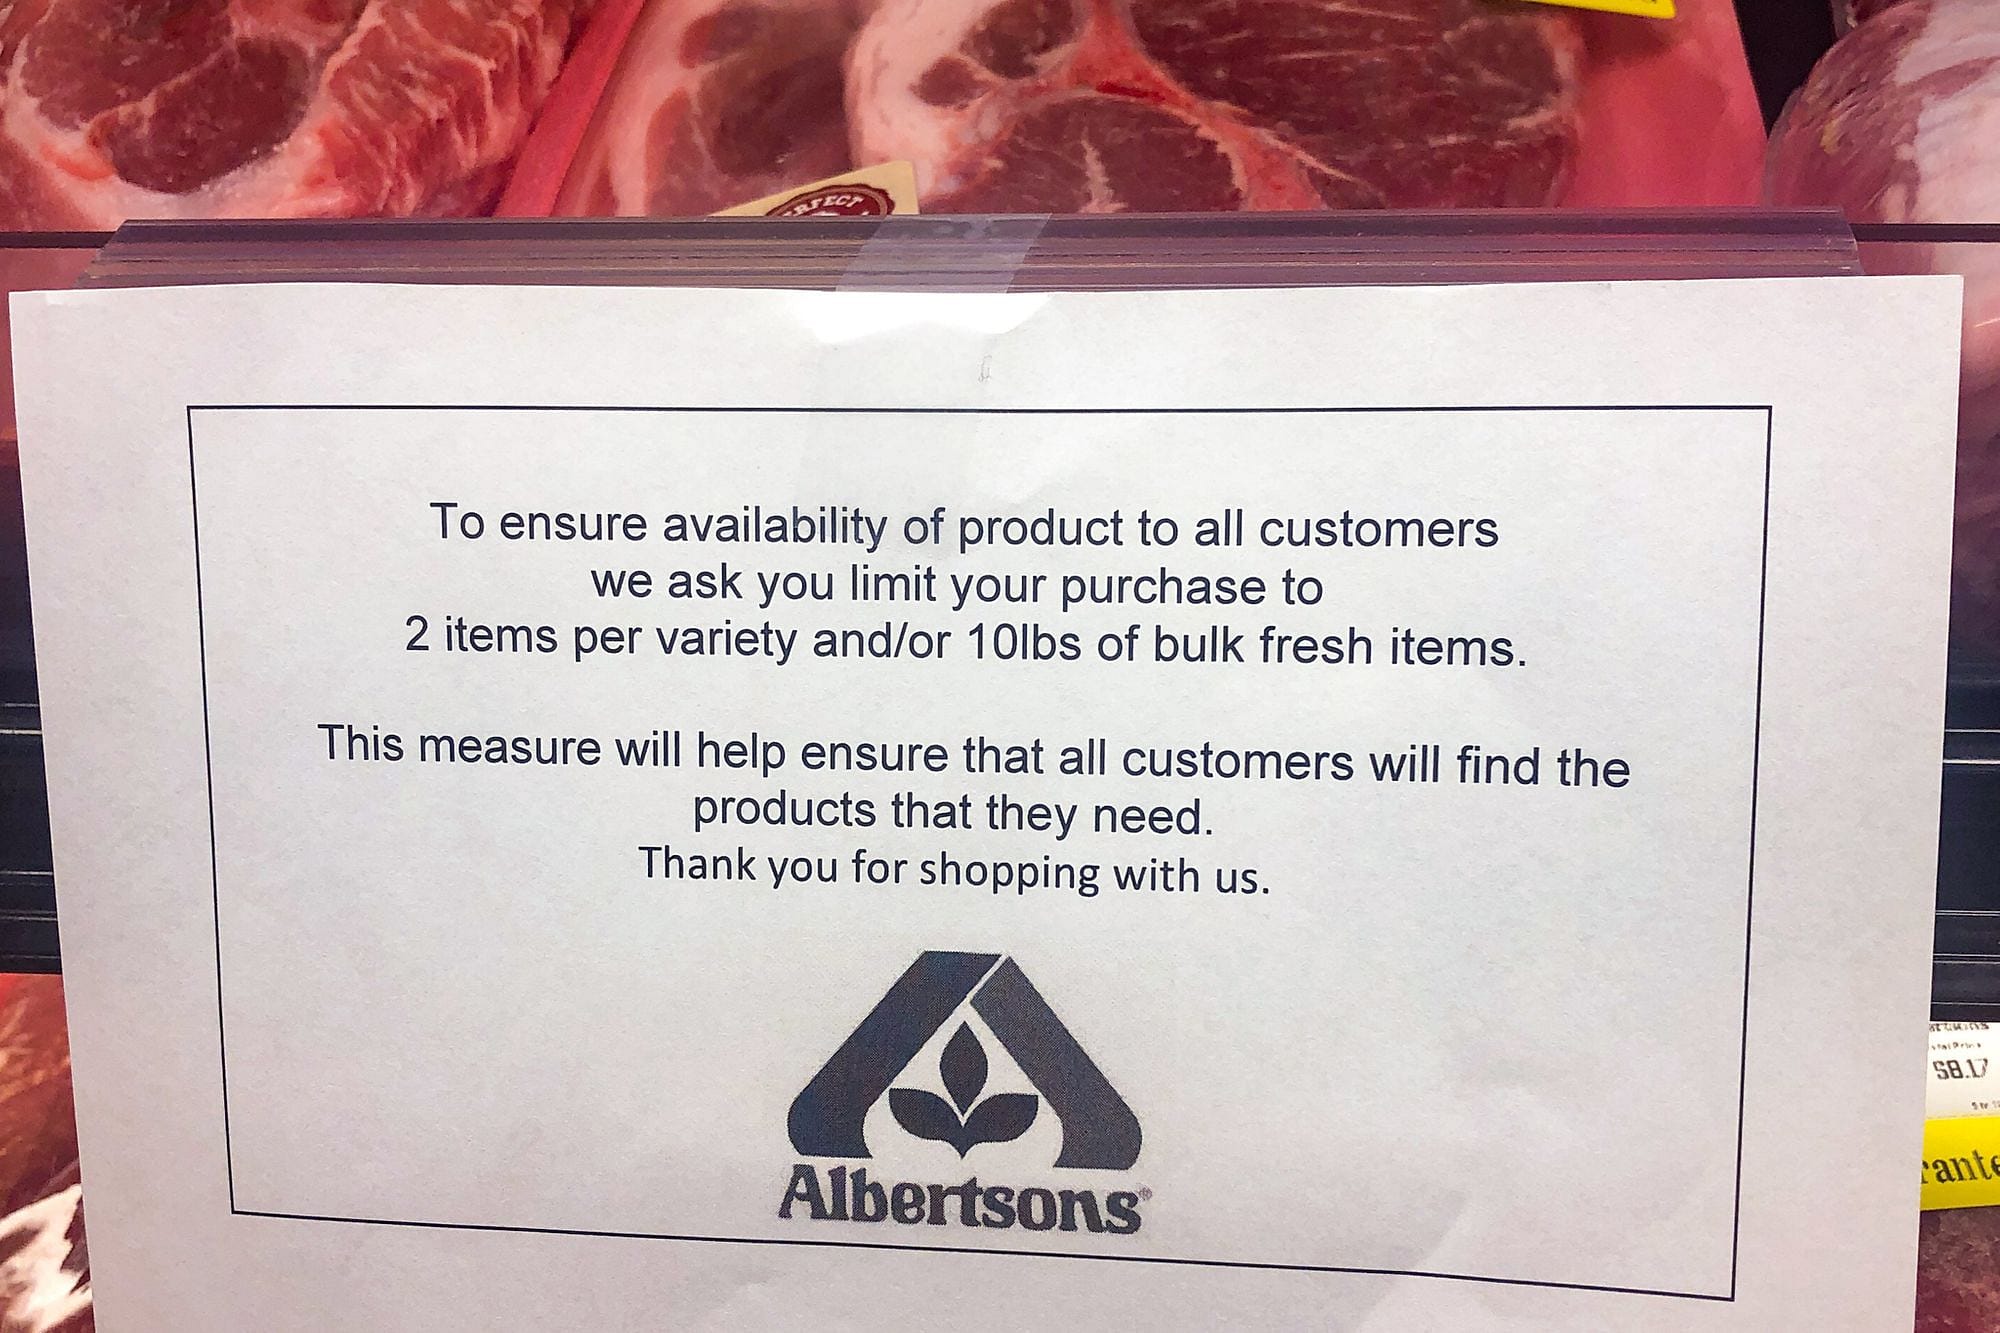 To ensure availability of product to all customers
we ask you limit your purchase to
2 items per variety and/or 10lbs of bulk fresh items.
This measure will help ensure that all customers will find the
products that they need.
Thank you for shopping with us.
Albertsons®
$8.17